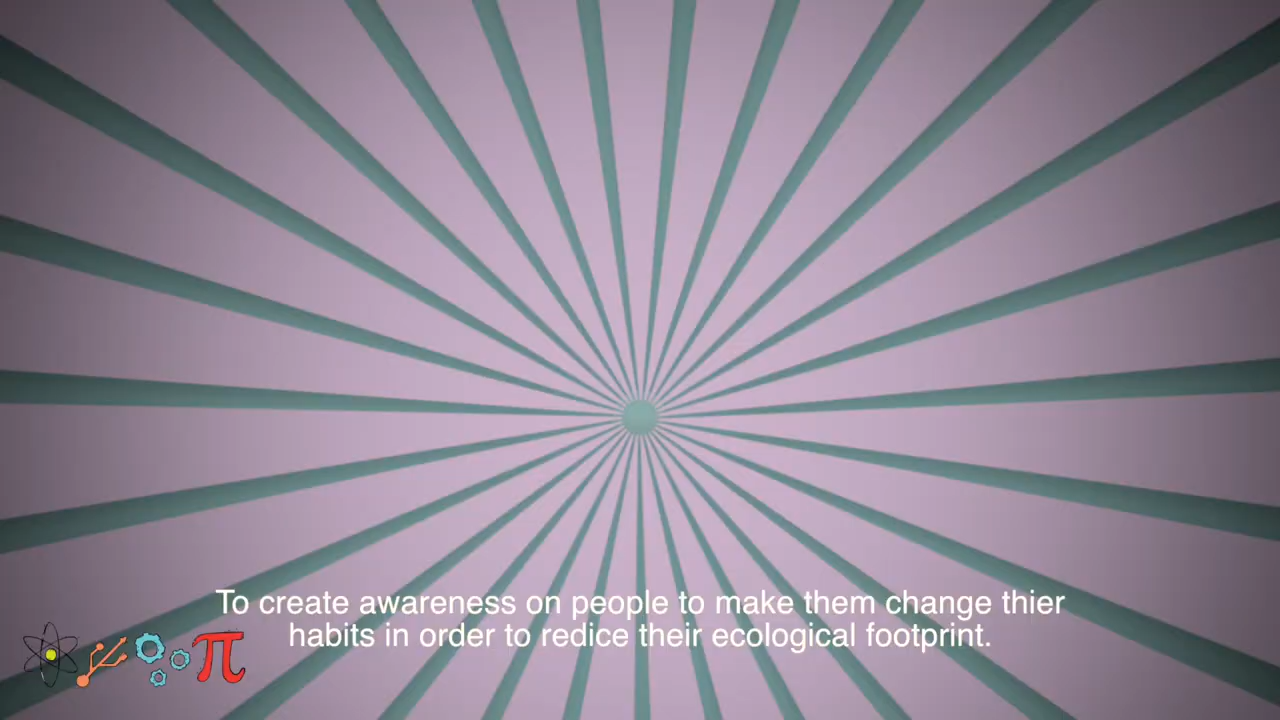 To create awareness on people to make them change thier
habits in order to redice their ecological footprint.
π